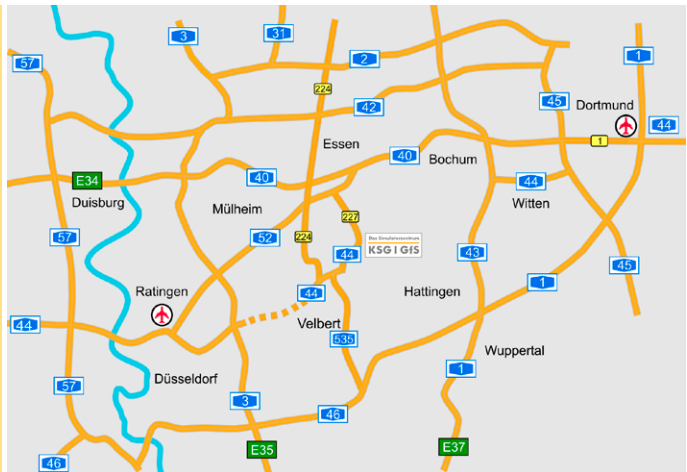 3
31
57
2
1
224
42
45
Dortmund
44
Essen
1
40
Bochum
E34
40
44
Duisburg
Mülheim
Witten
227
52
57
224
Das Simulatorzentrum
44
KSG | GfS
43
45
Ratingen
44
Hattingen
1
44
Velbert
535
Wuppertal
1
Düsseldorf
57
3
46
E35
E37
46